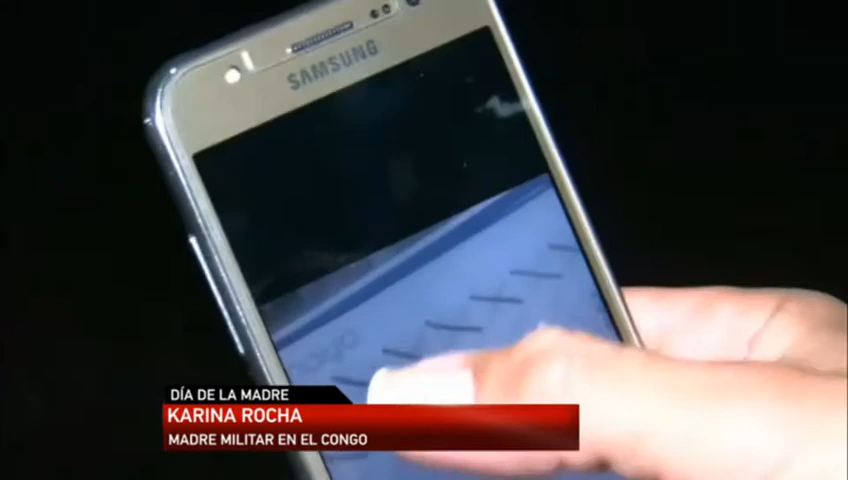 SAMSUNG
DÍA DE LA MADRE
KARINA ROCHA
MADRE MILITAR EN EL CONGO